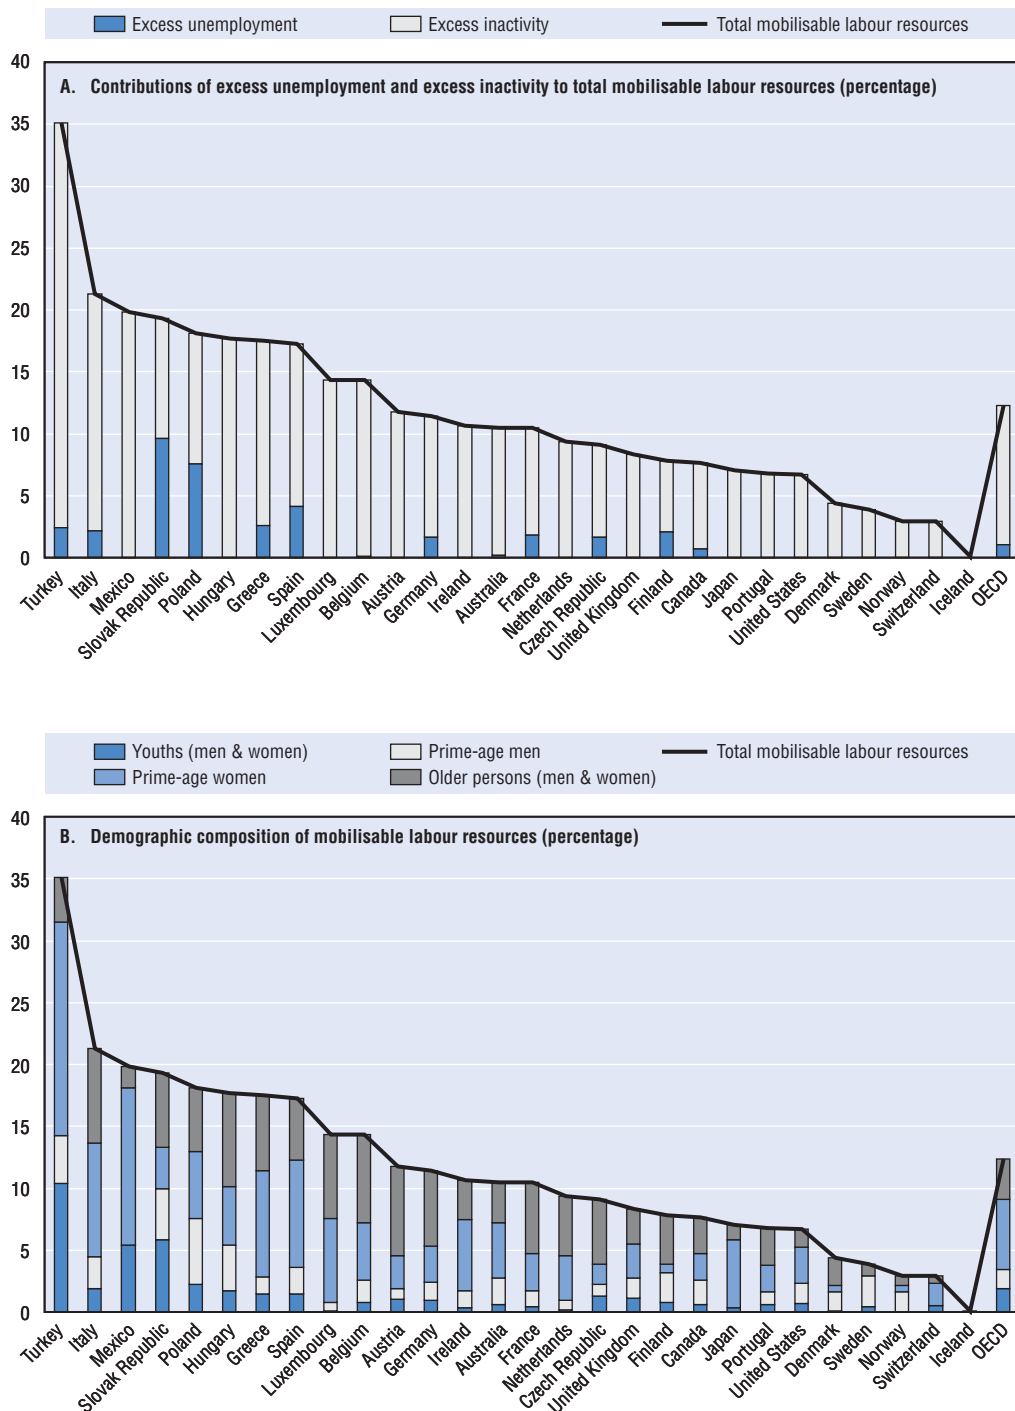 Excess unemployment Excess inactivity Total mobilisable labour resources
40
A. Contributions of excess unemployment and excess inactivity to total mobilisable labour resources (percentage)
35
30
25
20
15
10
5
0
Turkey
Italy
Mexico
Slovak Republic
Poland
Hungary
Greece
Spain
Luxembourg
Belgium
Austria
Germany
Ireland
Australia
France
Netherlands
Czech Republic
United Kingdom
Finland
Canada
Japan
Portugal
United States
Denmark
Sweden
Norway
Switzerland
Iceland
OECD
Youths (men & women) Prime-age men Total mobilisable labour resources
Prime-age women Older persons (men & women)
40
B. Demographic composition of mobilisable labour resources (percentage)
35
30
25
20
15
10
5
0
Turkey
Italy
Mexico
Slovak Republic
Poland
Hungary
Greece
Spain
Luxembourg
Belgium
Austria
Germany
Ireland
Australia
France
Netherlands
Czech Republic
United Kingdom
Finland
Canada
Japan
Portugal
United States
Denmark
Sweden
Norway
Switzerland
Iceland
OECD